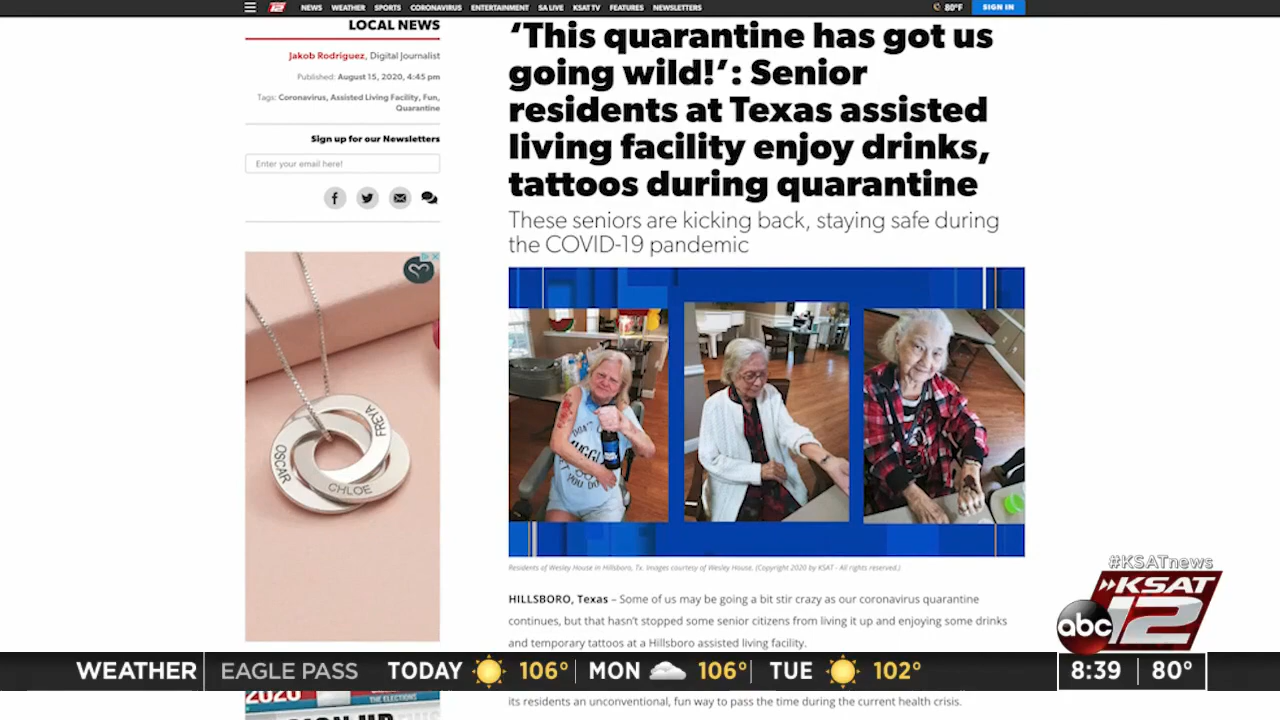 NEWS WEATHER SPORTS CORONAVIRUS ENTERTAINMENT SA LIVE KSAT TV FEATURES NEWSLETTERS 80°F SIGN IN
LOCAL NEWS
Jakob Rodriguez, Digital Journalist
Published: August 15, 2020, 4:45 pm
Tags: Coronavirus, Assisted Living Facility, Fun,
Quarantine
Sign up for our Newsletters
Enter your email here!
OSCAR
CHLOE
FREYA
‘This quarantine has got us
going wild!’: Senior
residents at Texas assisted
living facility enjoy drinks,
tattoos during quarantine
These seniors are kicking back, staying safe during
the COVID-19 pandemic
Residents of Wesley House in Hillsboro, Tx. Images courtesy of Wesley House. (Copyright 2020 by KSAT - All rights reserved.)
HILLSBORO, Texas – Some of us may be going a bit stir crazy as our coronavirus quarantine
continues, but that hasn't stopped some senior citizens from living it up and enjoying some drinks
and temporary tattoos at a Hillsboro assisted living facility.
#KSATnews
KSAT
abc 12
WEATHER EAGLE PASS TODAY 106° MON 106° TUE 102° 8:39 80°
2020
its residents an unconventional, fun way to pass the time during the current health crisis.